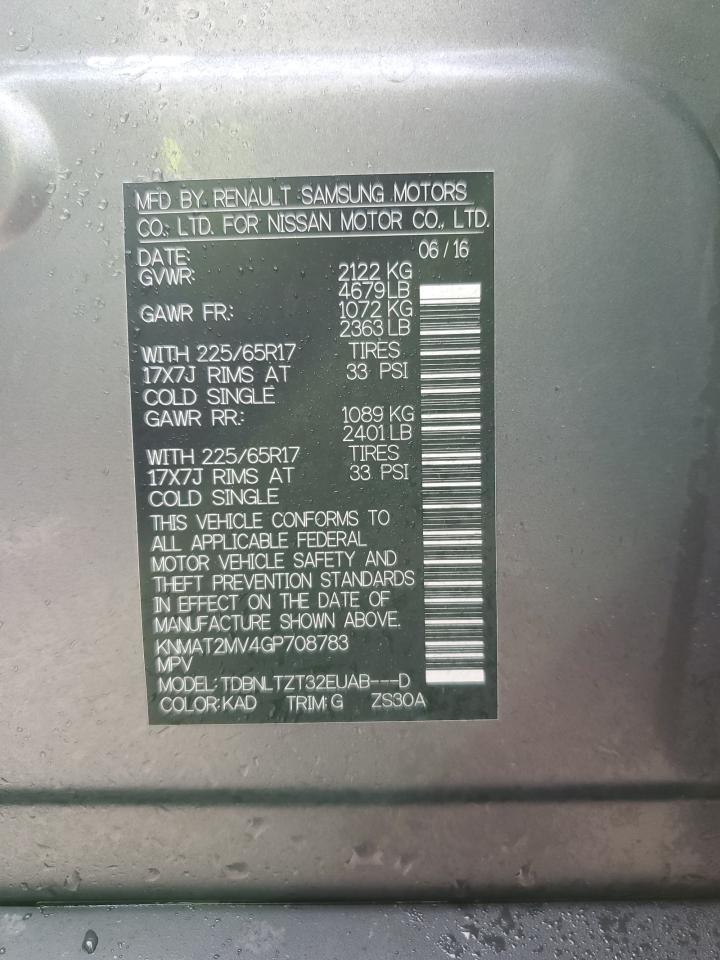 MFD BY RENAULT SAMSUNG MOTORS
CO., LTD. FOR NISSAN MOTOR CO., LTD.
DATE: 06 / 16
GVWR: 2122 KG
4679 LB
GAWR FR: 1072 KG
2363 LB
WITH 225/65R17 TIRES
17X7J RIMS AT 33 PSI
COLD SINGLE
GAWR RR: 1089 KG
2401 LB
WITH 225/65R17 TIRES
17X7J RIMS AT 33 PSI
COLD SINGLE
THIS VEHICLE CONFORMS TO
ALL APPLICABLE FEDERAL
MOTOR VEHICLE SAFETY AND
THEFT PREVENTION STANDARDS
IN EFFECT ON THE DATE OF
MANUFACTURE SHOWN ABOVE.
KNMAT2MV4GP708783
MPV
MODEL: TDBNLTZT32EUAB---D
COLOR: KAD TRIM: G ZS30A